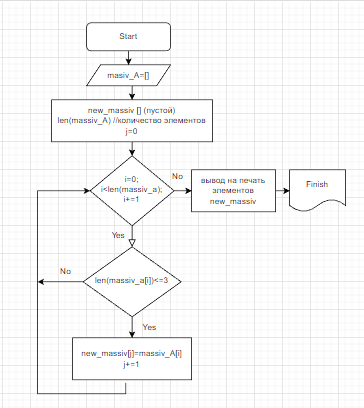 Start
masiv_A=[]
new_massiv [] (пустой)
len(massiv_A) //количество элементов
j=0
i=0;
i<len(massiv_a);
i+=1
No
вывод на печать
элементов
new_massiv
Finish
Yes
len(massiv_a[i])<=3
No
Yes
new_massiv[j]=massiv_A[i]
j+=1